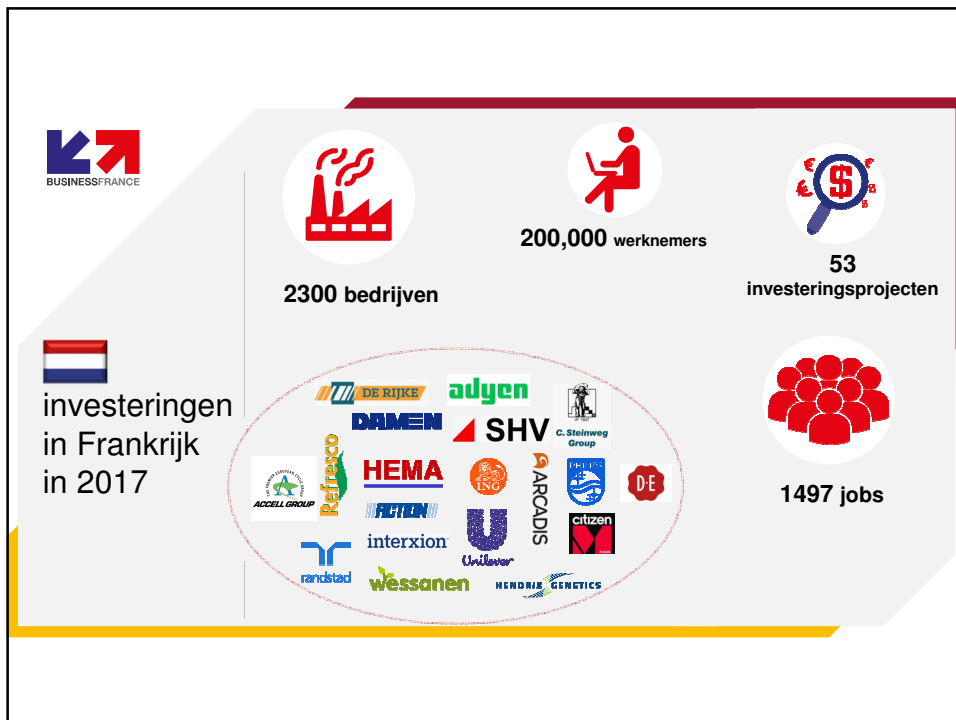 BUSINESSFRANCE
investeringen
in Frankrijk
in 2017
2300 bedrijven
200,000 werknemers
53
investeringsprojecten
1497 jobs
DE RIJKE
adyen
DAMEN
SHV
C. Steinweg
Group
ACCELL GROUP
Refresco
HEMA
ING
ARCADIS
PHILIPS
D·E
ACTION
interxion
Unilever
citizen
M
randstad
wessanen
HENDRIX GENETICS